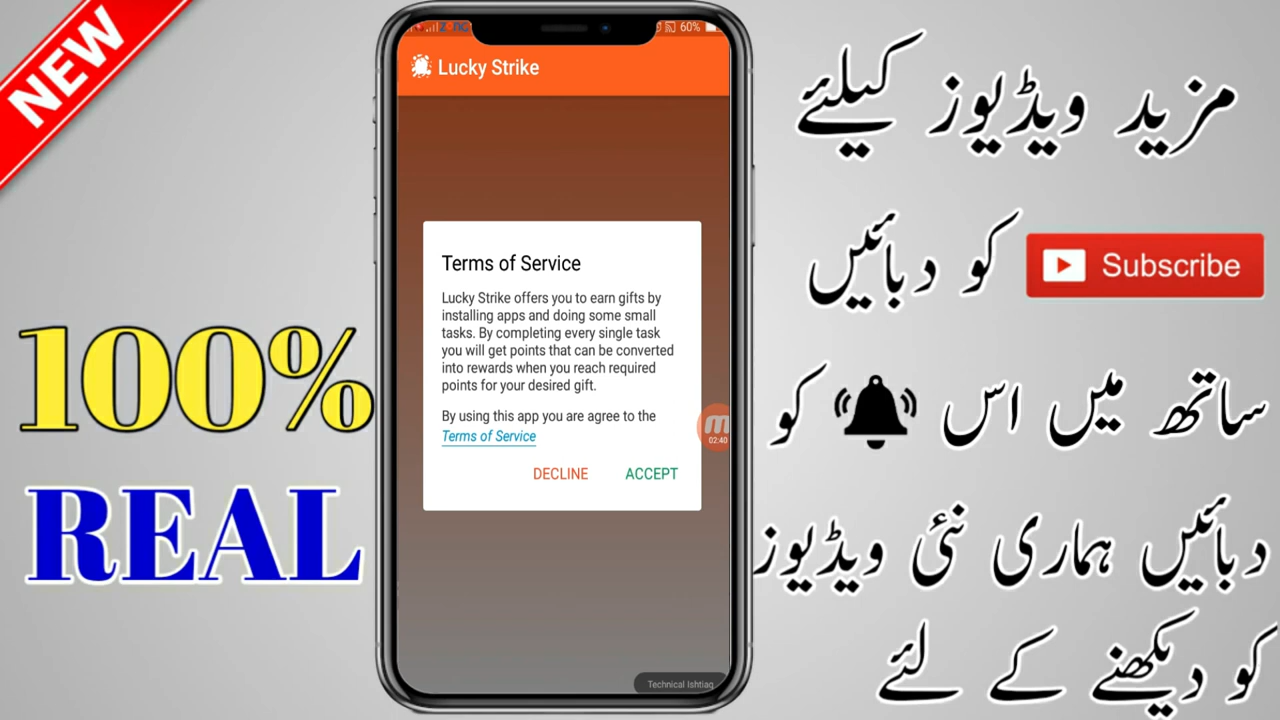 NEW
100%
REAL
60%
Lucky Strike
Terms of Service
Lucky Strike offers you to earn gifts by
installing apps and doing some small
tasks. By completing every single task
you will get points that can be converted
into rewards when you reach required
points for your desired gift.
By using this app you are agree to the
Terms of Service
DECLINE ACCEPT
02:40
Technical Ishtiaq
مزید ویڈیوز کیلئے
Subscribe کو دبائیں
ساتھ میں اس کو
دبائیں ہماری نئی ویڈیوز
کو دیکھنے کے لئے